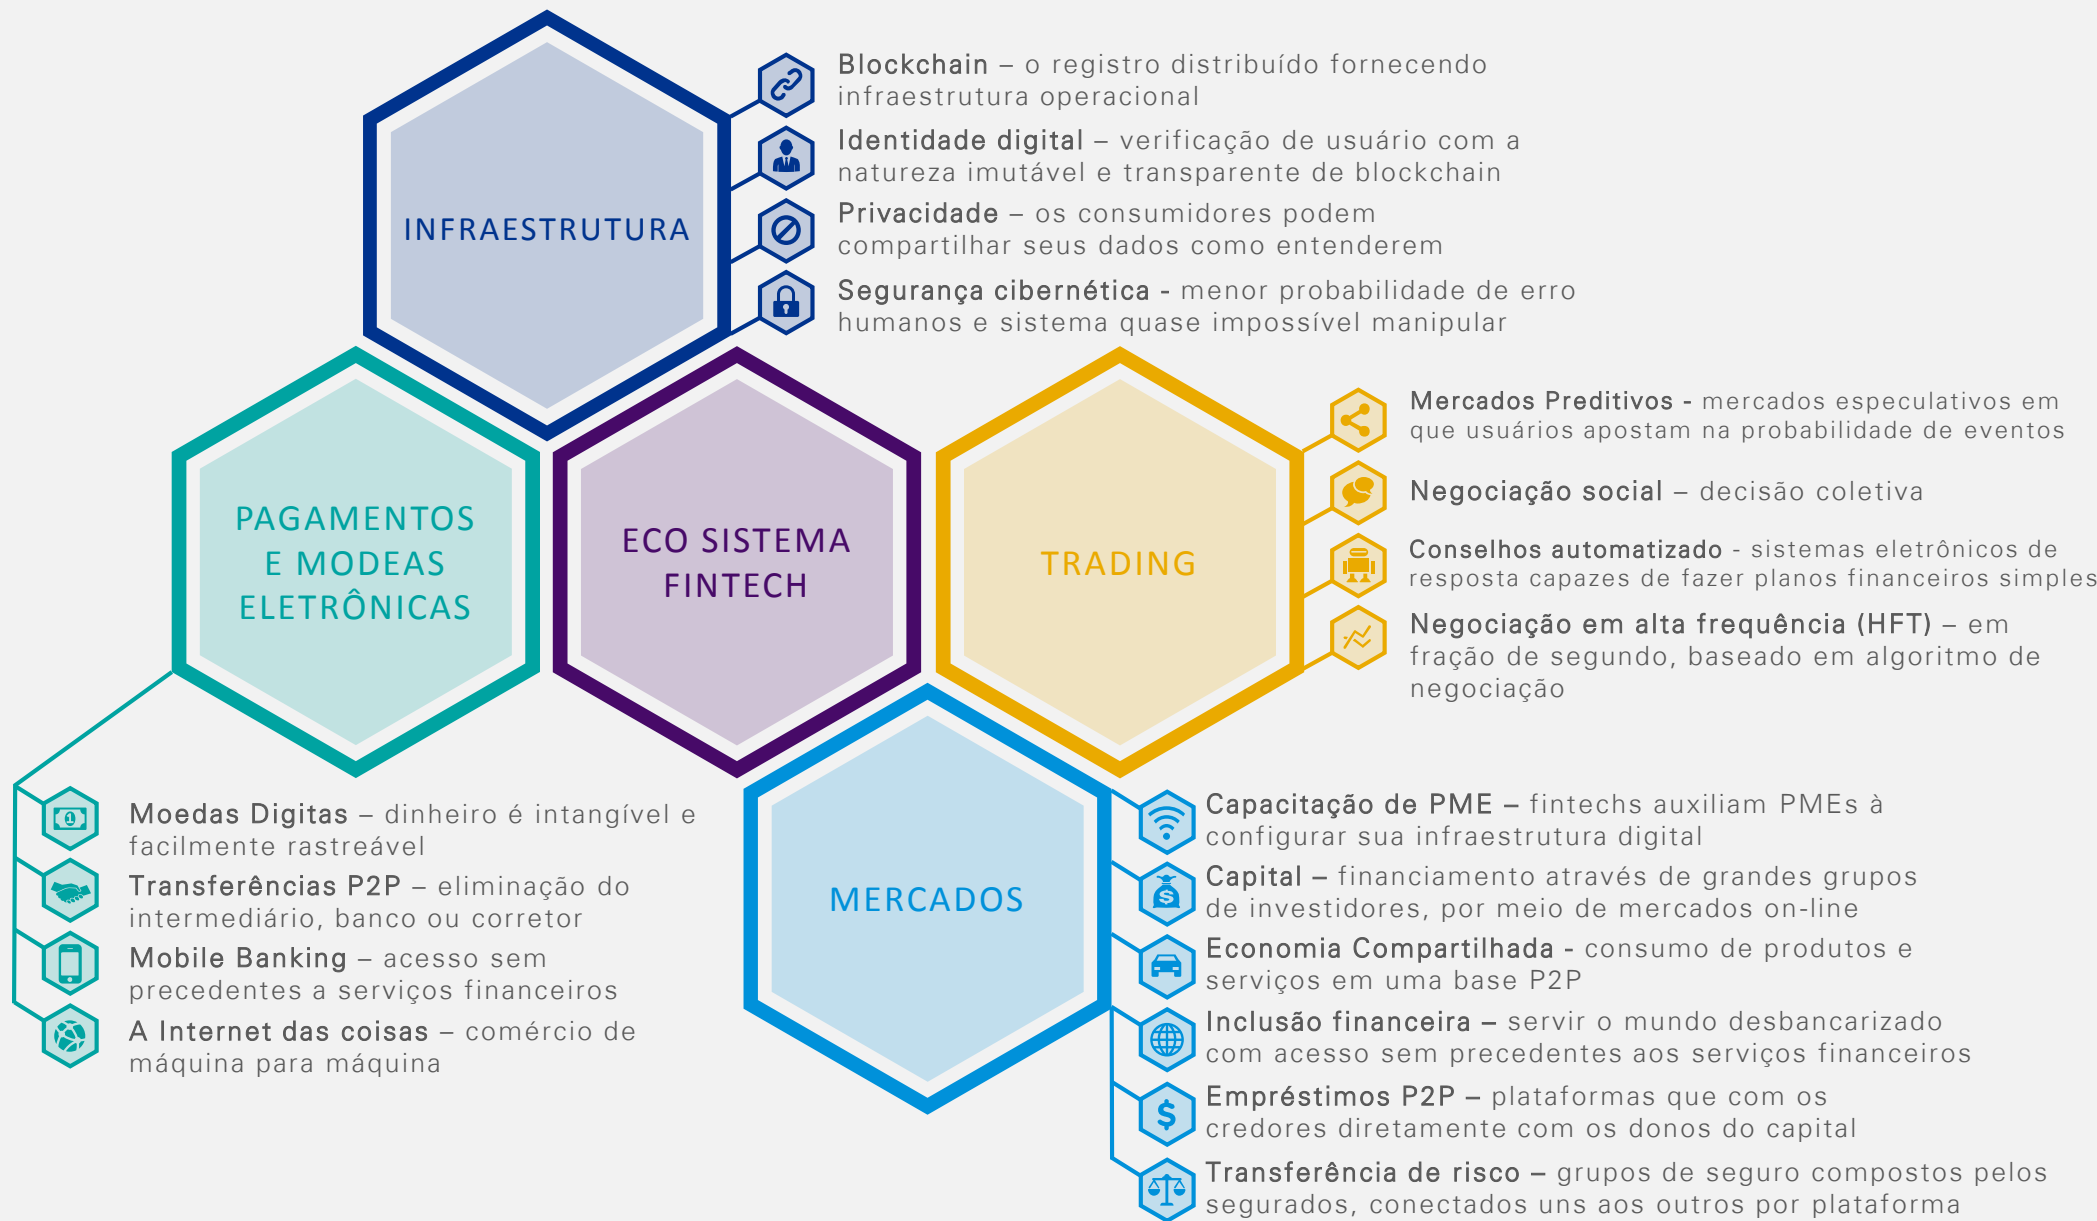 INFRAESTRUTURA
Blockchain – o registro distribuído fornecendo
infraestrutura operacional
Identidade digital – verificação de usuário com a
natureza imutável e transparente de blockchain
Privacidade – os consumidores podem
compartilhar seus dados como entenderem
Segurança cibernética - menor probabilidade de erro
humanos e sistema quase impossível manipular
PAGAMENTOS
E MODEAS
ELETRÔNICAS
ECO SISTEMA
FINTECH
TRADING
Mercados Preditivos - mercados especulativos em
que usuários apostam na probabilidade de eventos
Negociação social – decisão coletiva
Conselhos automatizado - sistemas eletrônicos de
resposta capazes de fazer planos financeiros simples
Negociação em alta frequência (HFT) – em
fração de segundo, baseado em algoritmo de
negociação
Moedas Digitas – dinheiro é intangível e
facilmente rastreável
Transferências P2P – eliminação do
intermediário, banco ou corretor
Mobile Banking – acesso sem
precedentes a serviços financeiros
A Internet das coisas – comércio de
máquina para máquina
MERCADOS
Capacitação de PME – fintechs auxiliam PMEs à
configurar sua infraestrutura digital
Capital – financiamento através de grandes grupos
de investidores, por meio de mercados on-line
Economia Compartilhada - consumo de produtos e
serviços em uma base P2P
Inclusão financeira – servir o mundo desbancarizado
com acesso sem precedentes aos serviços financeiros
Empréstimos P2P – plataformas que com os
credores diretamente com os donos do capital
Transferência de risco – grupos de seguro compostos pelos
segurados, conectados uns aos outros por plataforma